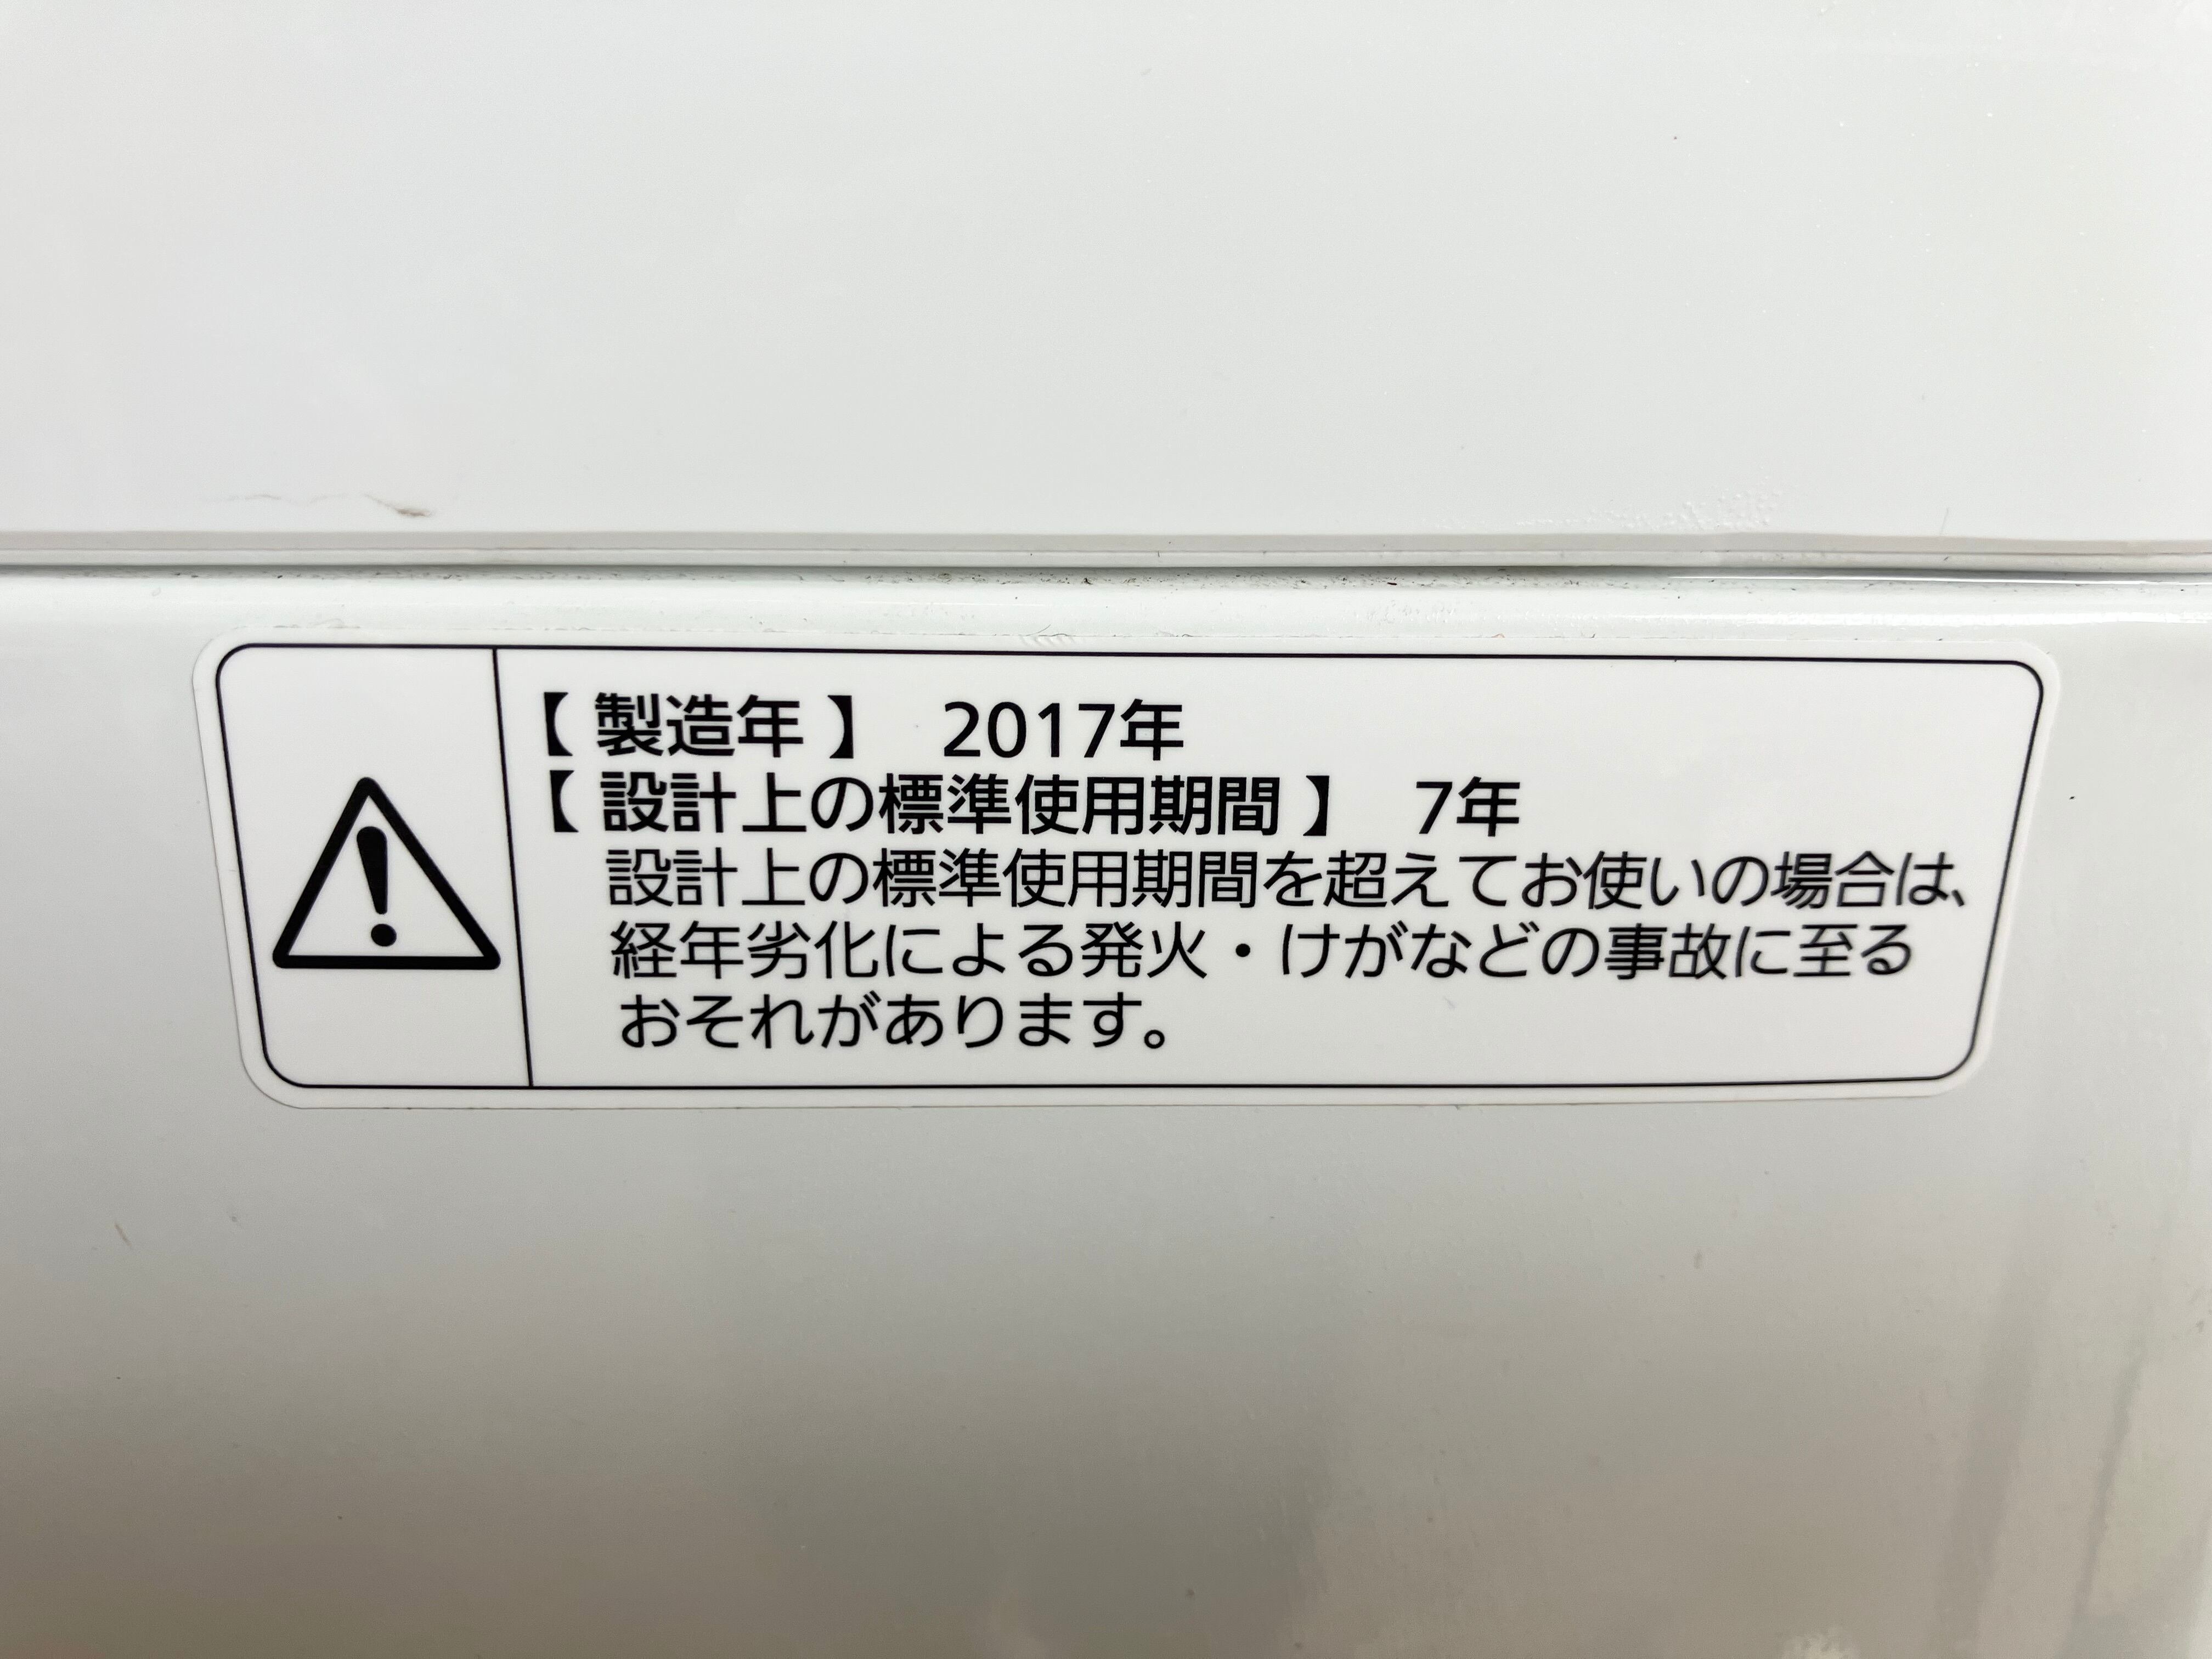 【 製造年 】 2017年
【 設計上の標準使用期間 】 7年
設計上の標準使用期間を超えてお使いの場合は、
経年劣化による発火・けがなどの事故に至る
おそれがあります。